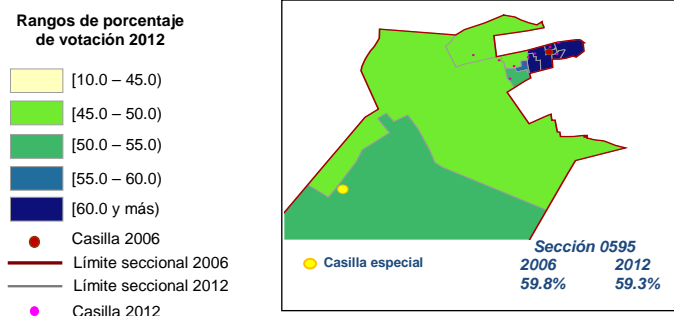 Rangos de porcentaje
de votación 2012
[10.0 – 45.0)
[45.0 – 50.0)
[50.0 – 55.0)
[55.0 – 60.0)
[60.0 y más)
Casilla 2006
Límite seccional 2006
Límite seccional 2012
Casilla 2012
Casilla especial
Sección 0595
2006 2012
59.8% 59.3%